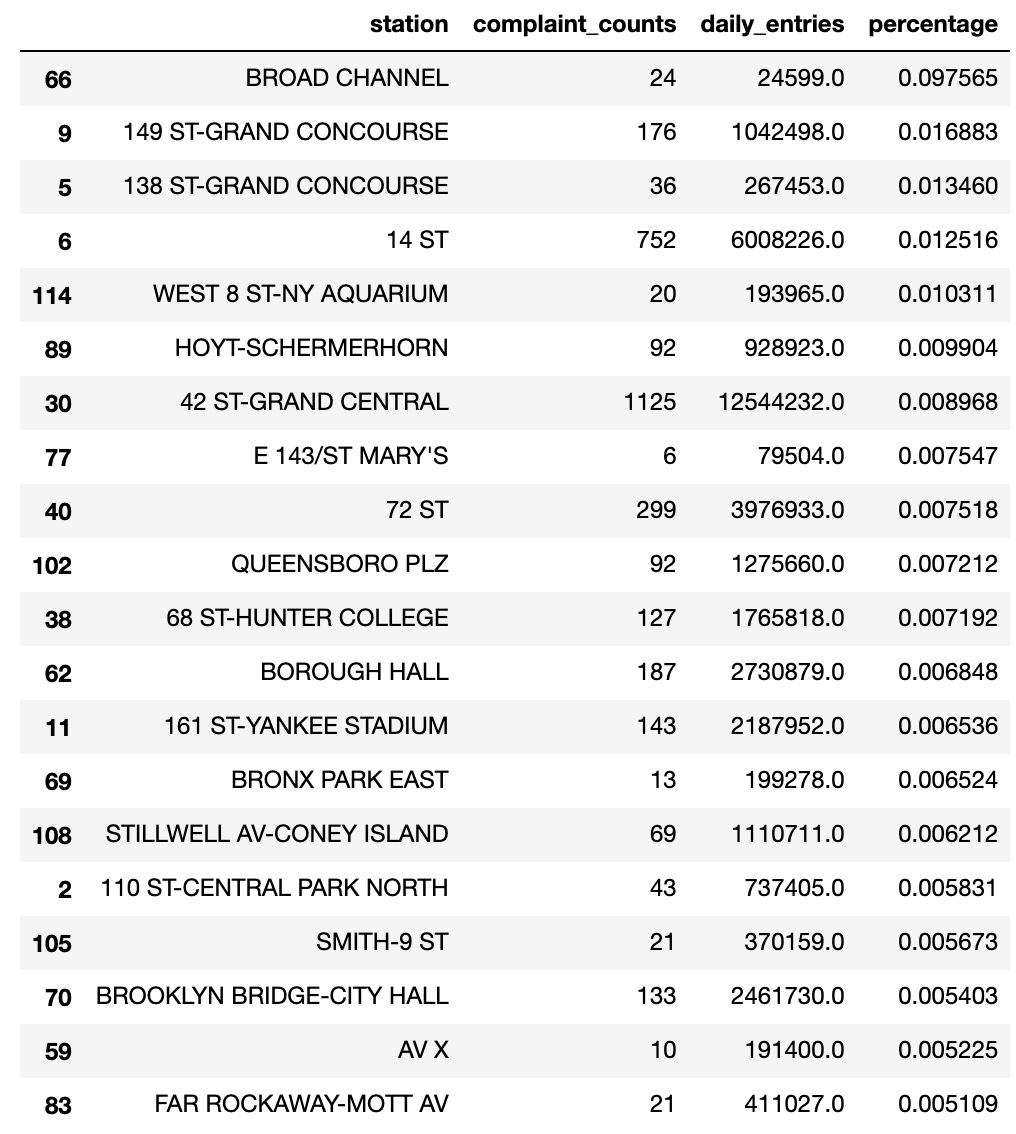 station complaint_counts daily_entries percentage
66 BROAD CHANNEL 24 24599.0 0.097565
9 149 ST-GRAND CONCOURSE 176 1042498.0 0.016883
5 138 ST-GRAND CONCOURSE 36 267453.0 0.013460
6 14 ST 752 6008226.0 0.012516
114 WEST 8 ST-NY AQUARIUM 20 193965.0 0.010311
89 HOYT-SCHERMERHORN 92 928923.0 0.009904
30 42 ST-GRAND CENTRAL 1125 12544232.0 0.008968
77 E 143/ST MARY'S 6 79504.0 0.007547
40 72 ST 299 3976933.0 0.007518
102 QUEENSBORO PLZ 92 1275660.0 0.007212
38 68 ST-HUNTER COLLEGE 127 1765818.0 0.007192
62 BOROUGH HALL 187 2730879.0 0.006848
11 161 ST-YANKEE STADIUM 143 2187952.0 0.006536
69 BRONX PARK EAST 13 199278.0 0.006524
108 STILLWELL AV-CONEY ISLAND 69 1110711.0 0.006212
2 110 ST-CENTRAL PARK NORTH 43 737405.0 0.005831
105 SMITH-9 ST 21 370159.0 0.005673
70 BROOKLYN BRIDGE-CITY HALL 133 2461730.0 0.005403
59 AV X 10 191400.0 0.005225
83 FAR ROCKAWAY-MOTT AV 21 411027.0 0.005109